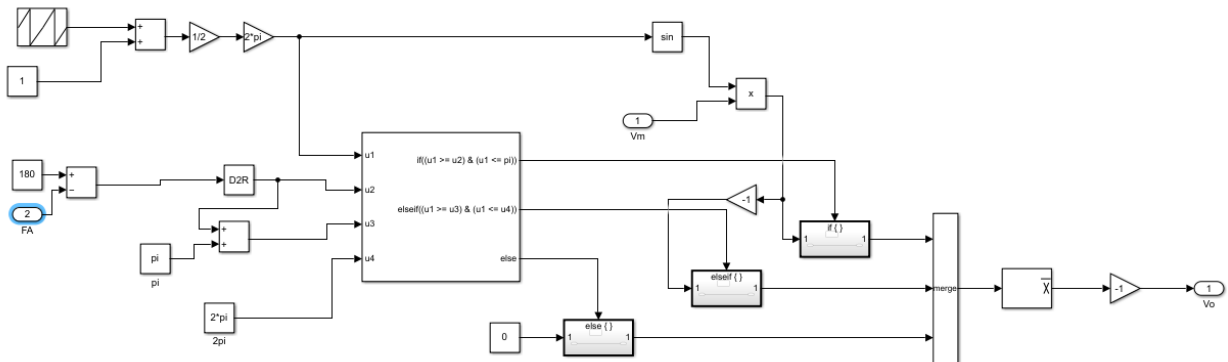 +
+
1/2
2*pi
sin
1
x
1
Vm
180
+
−
D2R
2
FA
u1
if((u1 >= u2) & (u1 <= pi))
u2
elseif((u1 >= u3) & (u1 <= u4))
u3
else
u4
+
+
pi
pi
2*pi
2pi
-1
if { }
1
1
elseif { }
1
1
0
else { }
1
1
merge
X
-1
1
Vo